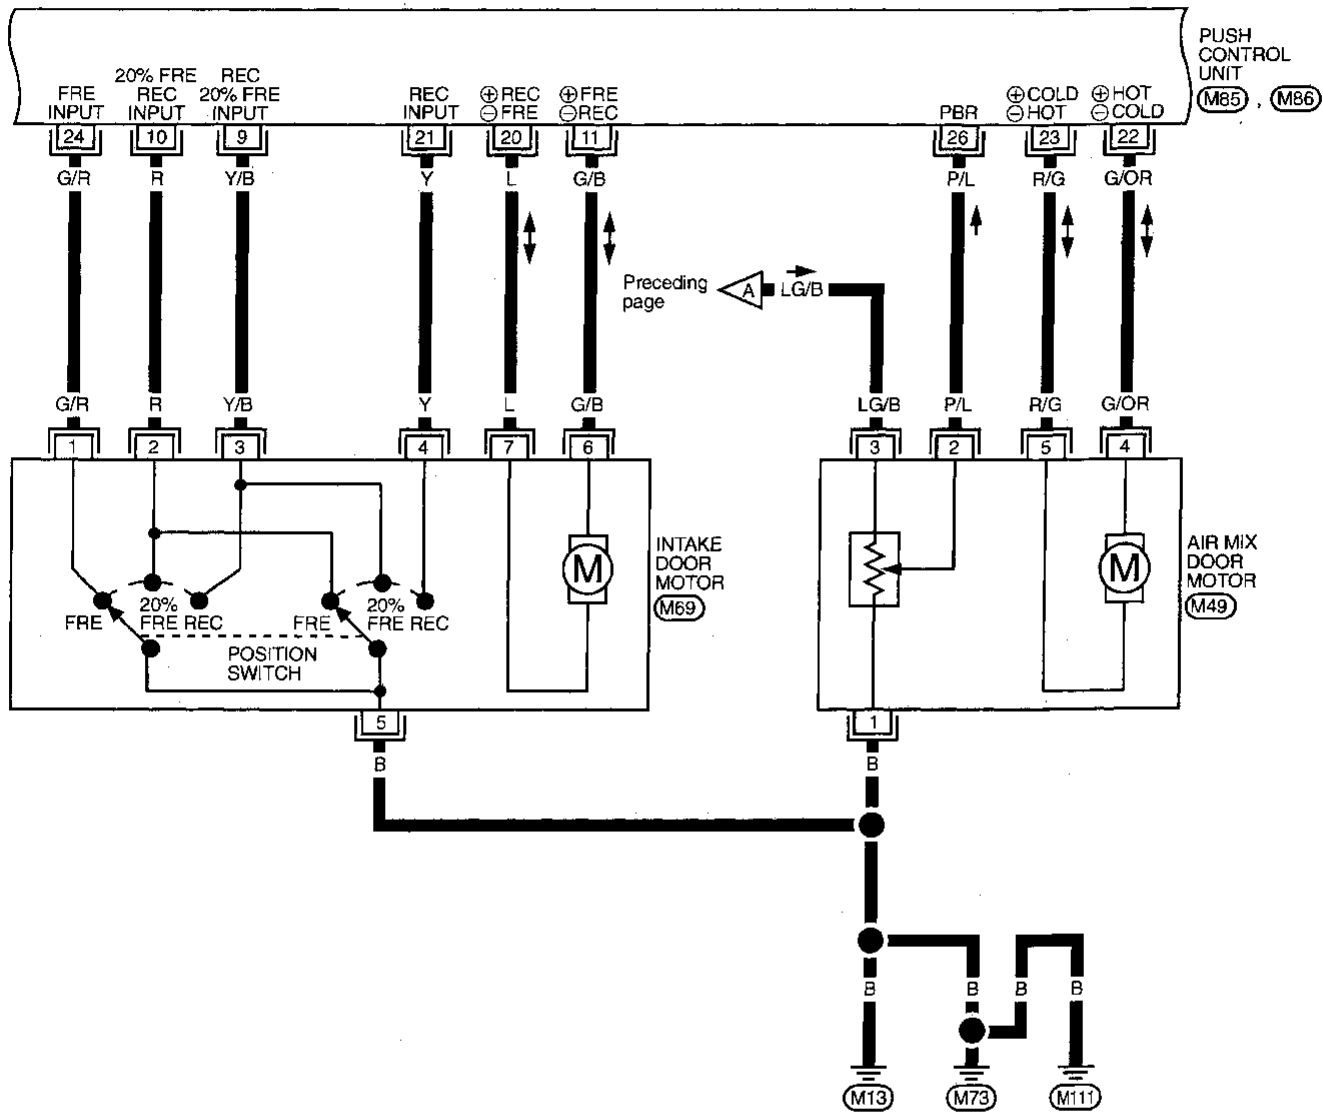 PUSH
CONTROL
UNIT
M85 , M86
FRE
INPUT
20% FRE
REC
INPUT
REC
20% FRE
INPUT
REC
INPUT
⊕ REC
⊖ FRE
⊕ FRE
⊖ REC
PBR
⊕ COLD
⊖ HOT
⊕ HOT
⊖ COLD
24 10 9 21 20 11 26 23 22
G/R R Y/B Y L G/B P/L R/G G/OR
Preceding
page
A LG/B
G/R R Y/B Y L G/B LG/B P/L R/G G/OR
1 2 3 4 7 6 3 2 5 4
INTAKE
DOOR
MOTOR
M69
M
AIR MIX
DOOR
MOTOR
M49
M
FRE
20%
FRE REC
FRE
20%
FRE REC
POSITION
SWITCH
5 1
B B
B B B B
M13 M73 M111